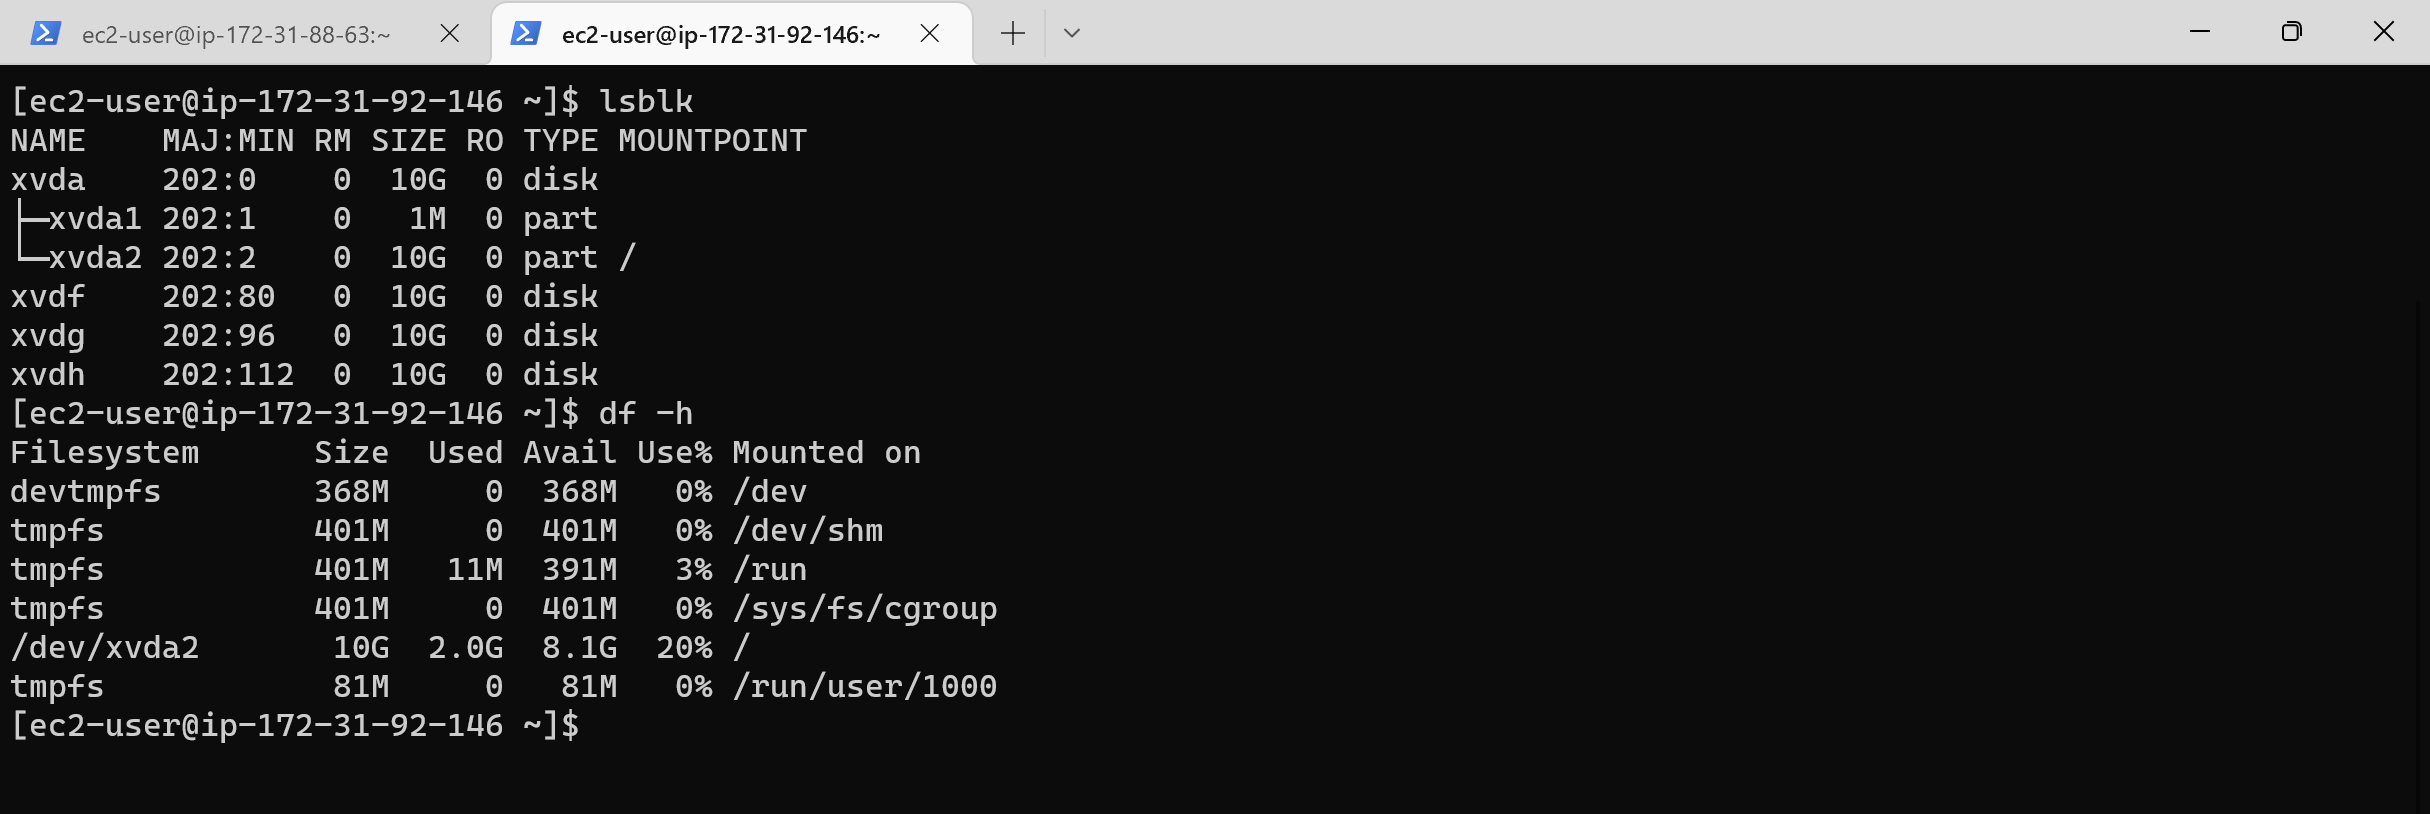 ec2-user@ip-172-31-88-63:~ ec2-user@ip-172-31-92-146:~
[ec2-user@ip-172-31-92-146 ~]$ lsblk
NAME    MAJ:MIN RM SIZE RO TYPE MOUNTPOINT
xvda    202:0    0  10G  0 disk
├─xvda1 202:1    0   1M  0 part
└─xvda2 202:2    0  10G  0 part /
xvdf    202:80   0  10G  0 disk
xvdg    202:96   0  10G  0 disk
xvdh    202:112  0  10G  0 disk
[ec2-user@ip-172-31-92-146 ~]$ df -h
Filesystem      Size  Used Avail Use% Mounted on
devtmpfs        368M     0  368M   0% /dev
tmpfs           401M     0  401M   0% /dev/shm
tmpfs           401M   11M  391M   3% /run
tmpfs           401M     0  401M   0% /sys/fs/cgroup
/dev/xvda2       10G  2.0G  8.1G  20% /
tmpfs            81M     0   81M   0% /run/user/1000
[ec2-user@ip-172-31-92-146 ~]$